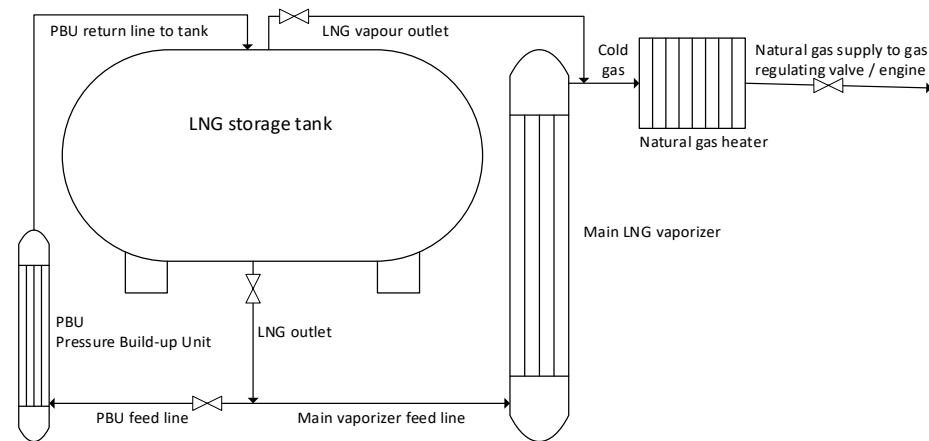 PBU return line to tank
LNG vapour outlet
Cold
gas
Natural gas supply to gas
regulating valve / engine
LNG storage tank
Natural gas heater
Main LNG vaporizer
PBU
Pressure Build-up Unit
LNG outlet
PBU feed line
Main vaporizer feed line